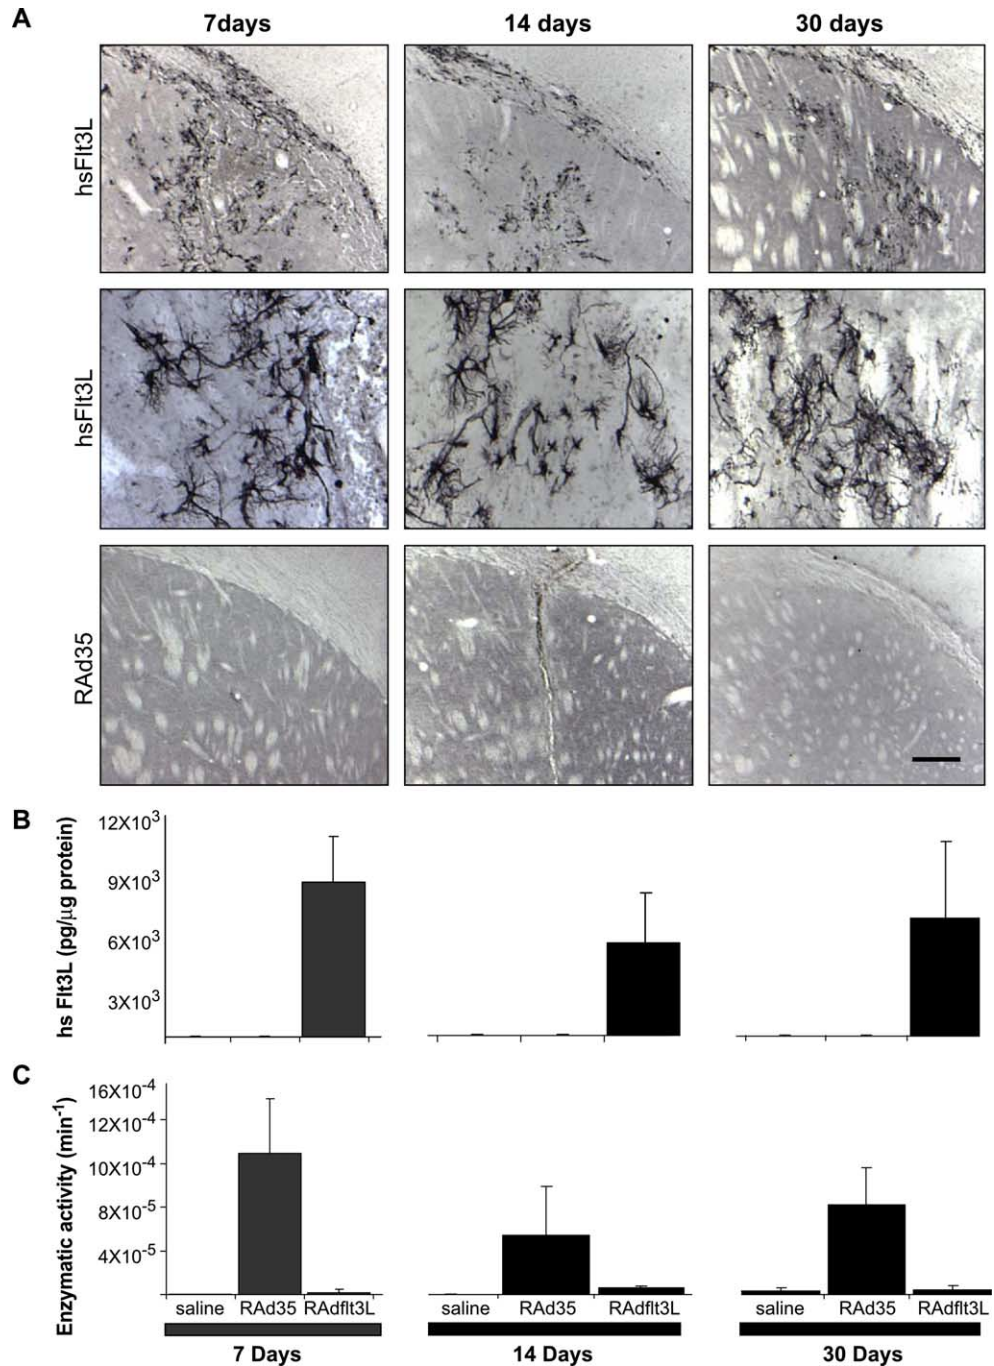 A
7days
14 days
30 days
hsFlt3L
hsFlt3L
RAd35
B
hs Flt3L (pg/μg protein)
12X10³
9X10³
6X10³
3X10³
C
Enzymatic activity (min⁻¹)
16X10⁻⁴
12X10⁻⁴
10X10⁻⁴
8X10⁻⁵
4X10⁻⁵
saline RAd35 RAdflt3L
saline RAd35 RAdflt3L
saline RAd35 RAdflt3L
7 Days
14 Days
30 Days